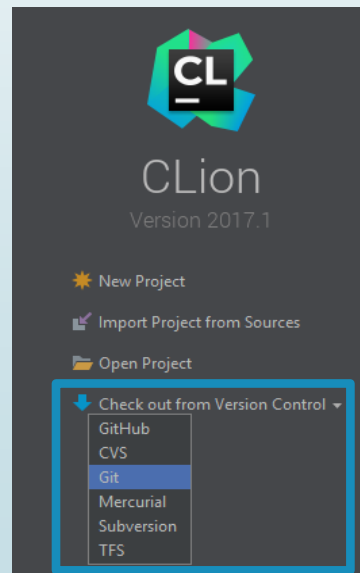 CL
CLion
Version 2017.1
New Project
Import Project from Sources
Open Project
Check out from Version Control
GitHub
CVS
Git
Mercurial
Subversion
TFS